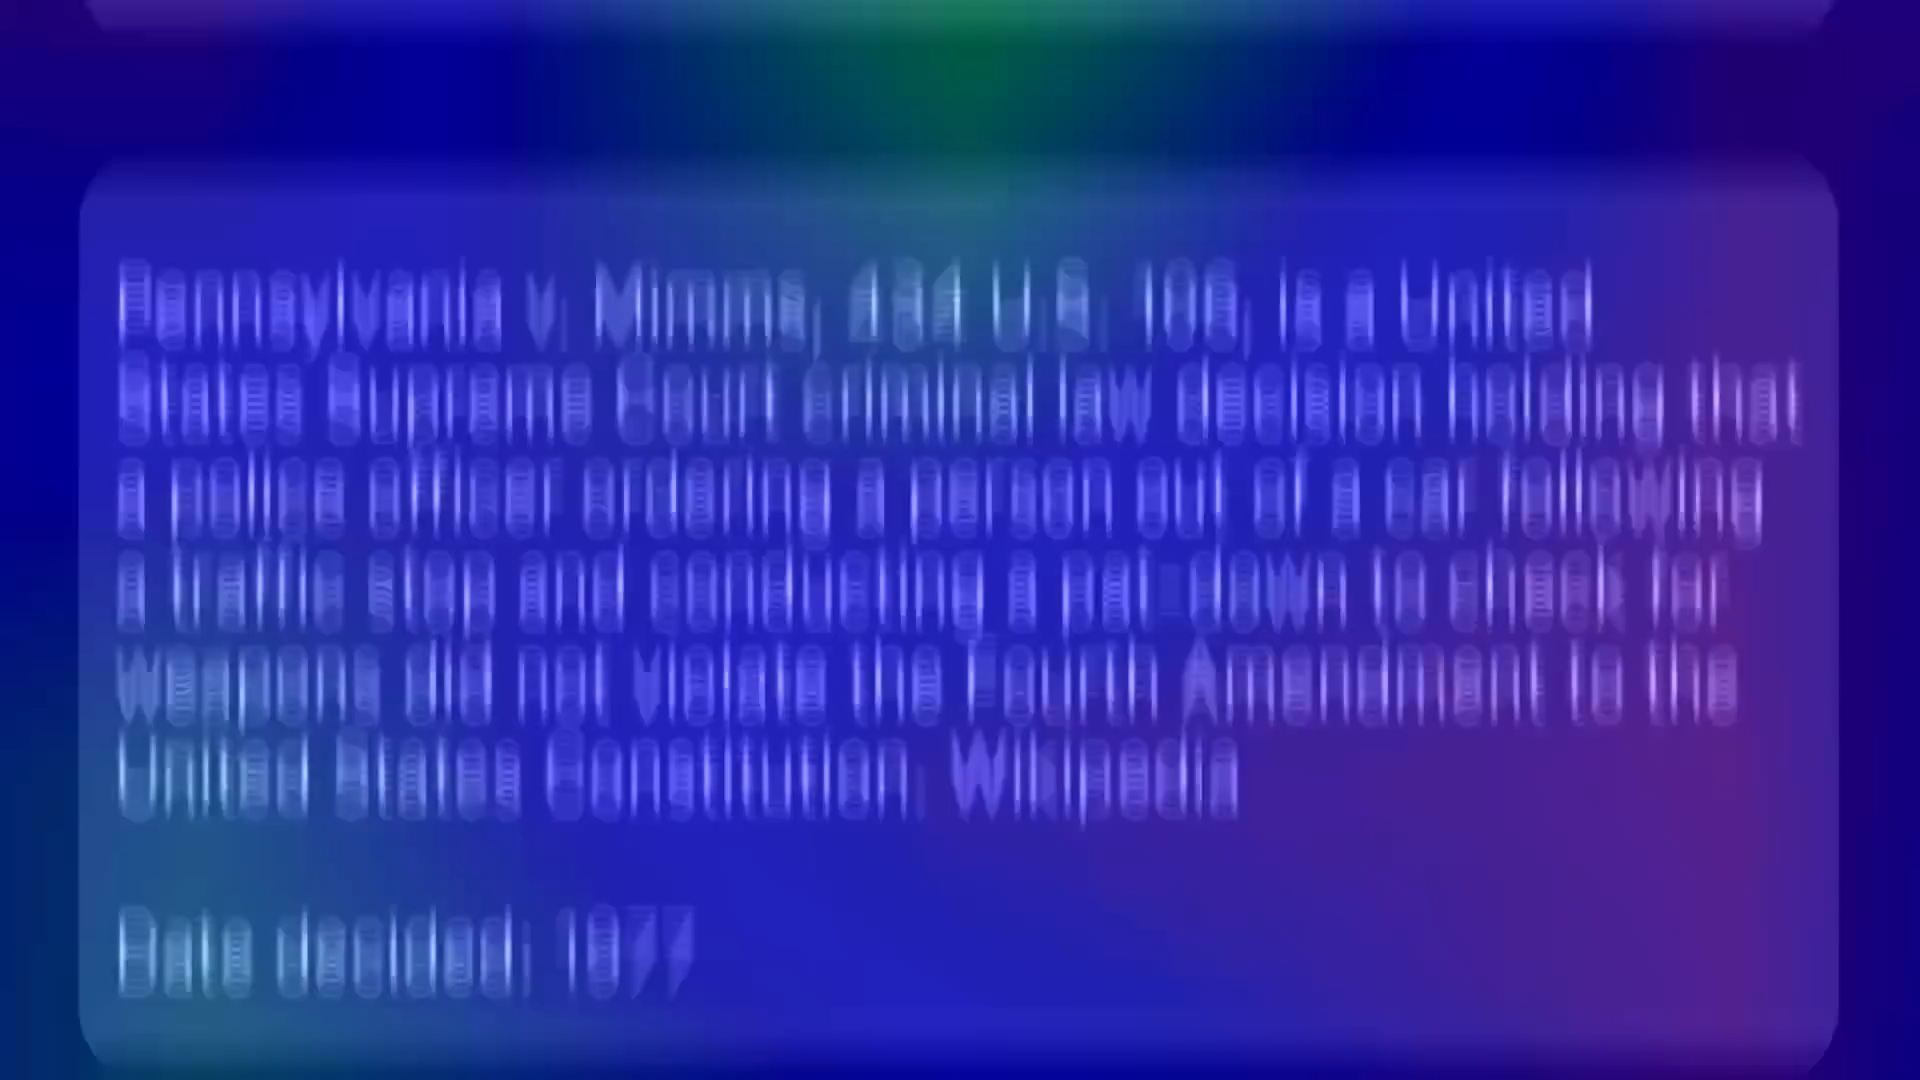 Pennsylvania v. Mimms, 434 U.S. 106, is a United
States Supreme Court criminal law decision holding that
a police officer ordering a person out of a car following
a traffic stop and conducting a pat-down to check for
weapons did not violate the Fourth Amendment to the
United States Constitution. Wikipedia
Date decided: 1977